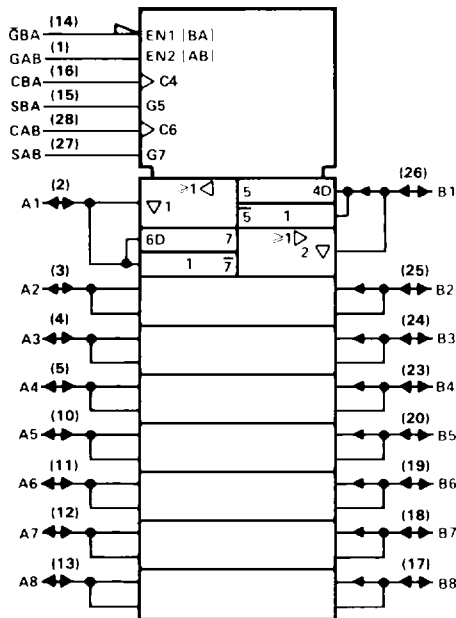 (14)
G̅BA EN1 [BA]
(1)
GAB EN2 [AB]
(16)
CBA C4
(15)
SBA G5
(28)
CAB C6
(27)
SAB G7
(2) (26)
A1 ≥1 5 4D B1
▽1 5̅ 1
6D 7 ≥1
1 7̅ 2 ▽
(3) (25)
A2 B2
(4) (24)
A3 B3
(5) (23)
A4 B4
(10) (20)
A5 B5
(11) (19)
A6 B6
(12) (18)
A7 B7
(13) (17)
A8 B8